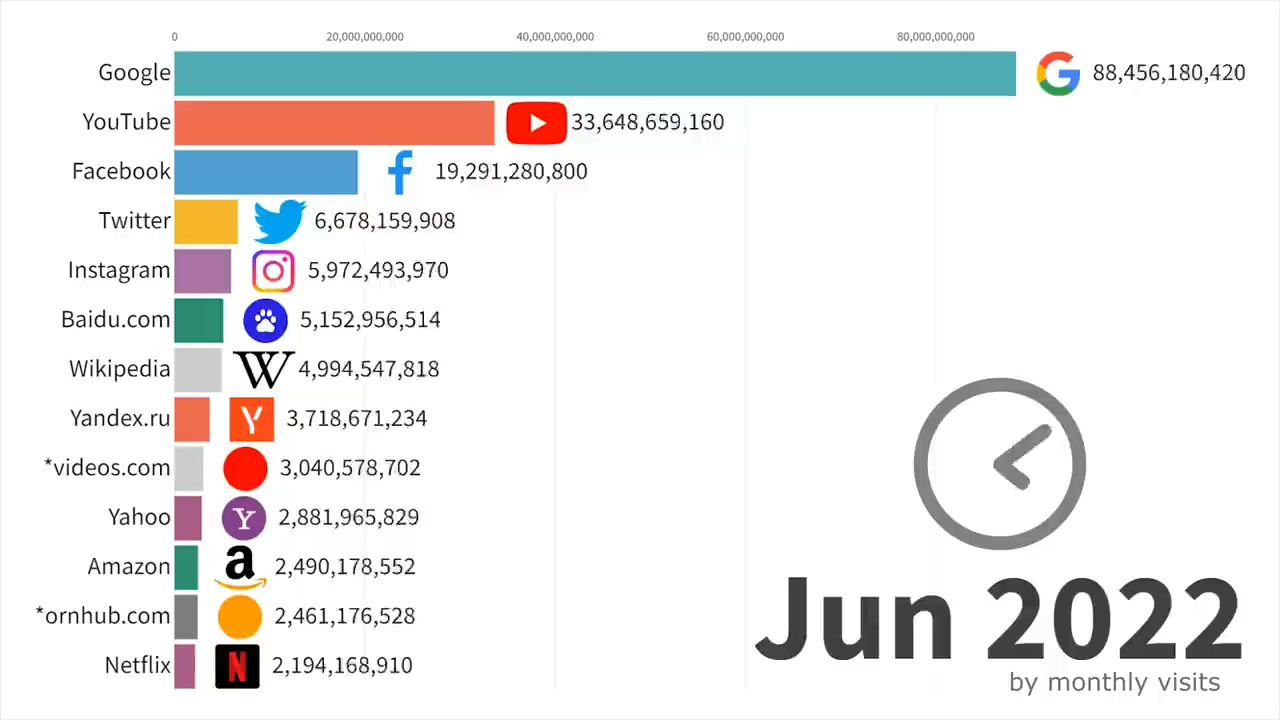 0 20,000,000,000 40,000,000,000 60,000,000,000 80,000,000,000
Google G 88,456,180,420
YouTube 33,648,659,160
Facebook f 19,291,280,800
Twitter 6,678,159,908
Instagram 5,972,493,970
Baidu.com 5,152,956,514
Wikipedia W 4,994,547,818
Yandex.ru Y 3,718,671,234
*videos.com 3,040,578,702
Yahoo Y 2,881,965,829
Amazon a 2,490,178,552
*ornhub.com 2,461,176,528
Netflix N 2,194,168,910
Jun 2022
by monthly visits